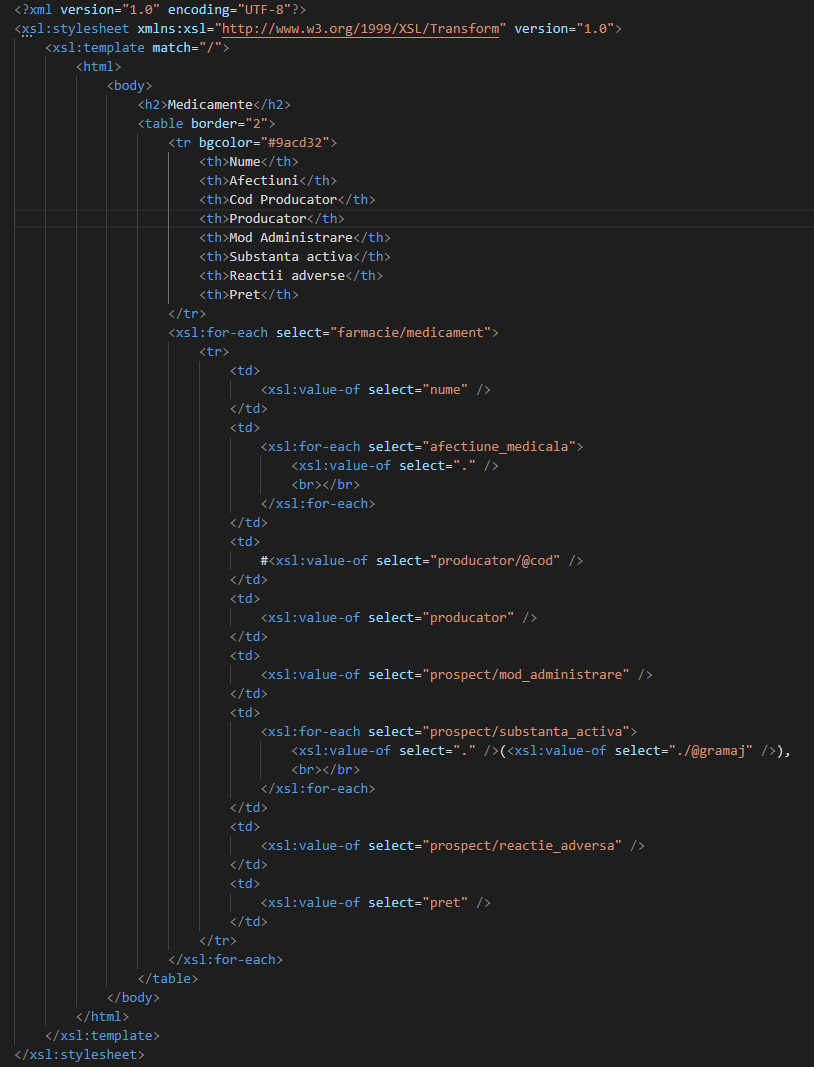 <?xml version="1.0" encoding="UTF-8"?>
<xsl:stylesheet xmlns:xsl="http://www.w3.org/1999/XSL/Transform" version="1.0">
    <xsl:template match="/">
        <html>
            <body>
                <h2>Medicamente</h2>
                <table border="2">
                    <tr bgcolor="#9acd32">
                        <th>Nume</th>
                        <th>Afectiuni</th>
                        <th>Cod Producator</th>
                        <th>Producator</th>
                        <th>Mod Administrare</th>
                        <th>Substanta activa</th>
                        <th>Reactii adverse</th>
                        <th>Pret</th>
                    </tr>
                    <xsl:for-each select="farmacie/medicament">
                        <tr>
                            <td>
                                <xsl:value-of select="nume" />
                            </td>
                            <td>
                                <xsl:for-each select="afectiune_medicala">
                                    <xsl:value-of select="." />
                                    <br></br>
                                </xsl:for-each>
                            </td>
                            <td>
                                #<xsl:value-of select="producator/@cod" />
                            </td>
                            <td>
                                <xsl:value-of select="producator" />
                            </td>
                            <td>
                                <xsl:value-of select="prospect/mod_administrare" />
                            </td>
                            <td>
                                <xsl:for-each select="prospect/substanta_activa">
                                    <xsl:value-of select="." />(<xsl:value-of select="./@gramaj" />),
                                    <br></br>
                                </xsl:for-each>
                            </td>
                            <td>
                                <xsl:value-of select="prospect/reactie_adversa" />
                            </td>
                            <td>
                                <xsl:value-of select="pret" />
                            </td>
                        </tr>
                    </xsl:for-each>
                </table>
            </body>
        </html>
    </xsl:template>
</xsl:stylesheet>